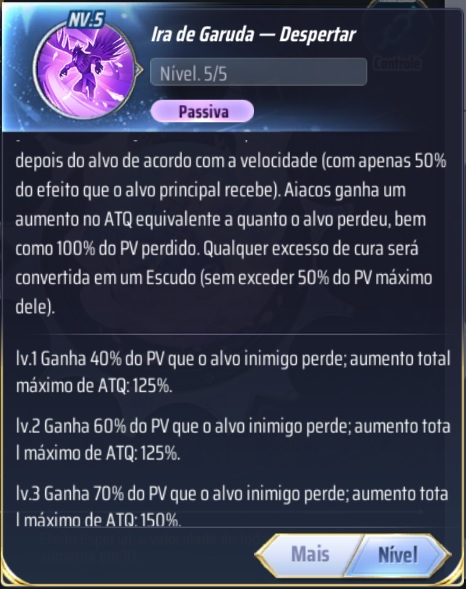 NV.5
Ira de Garuda — Despertar
Nível. 5/5
Passiva
depois do alvo de acordo com a velocidade (com apenas 50%
do efeito que o alvo principal recebe). Aiacos ganha um
aumento no ATQ equivalente a quanto o alvo perdeu, bem
como 100% do PV perdido. Qualquer excesso de cura será
convertida em um Escudo (sem exceder 50% do PV máximo
dele).
lv.1 Ganha 40% do PV que o alvo inimigo perde; aumento total
máximo de ATQ: 125%.
lv.2 Ganha 60% do PV que o alvo inimigo perde; aumento tota
l máximo de ATQ: 125%.
lv.3 Ganha 70% do PV que o alvo inimigo perde; aumento tota
l máximo de ATQ: 150%.
Mais
Nível